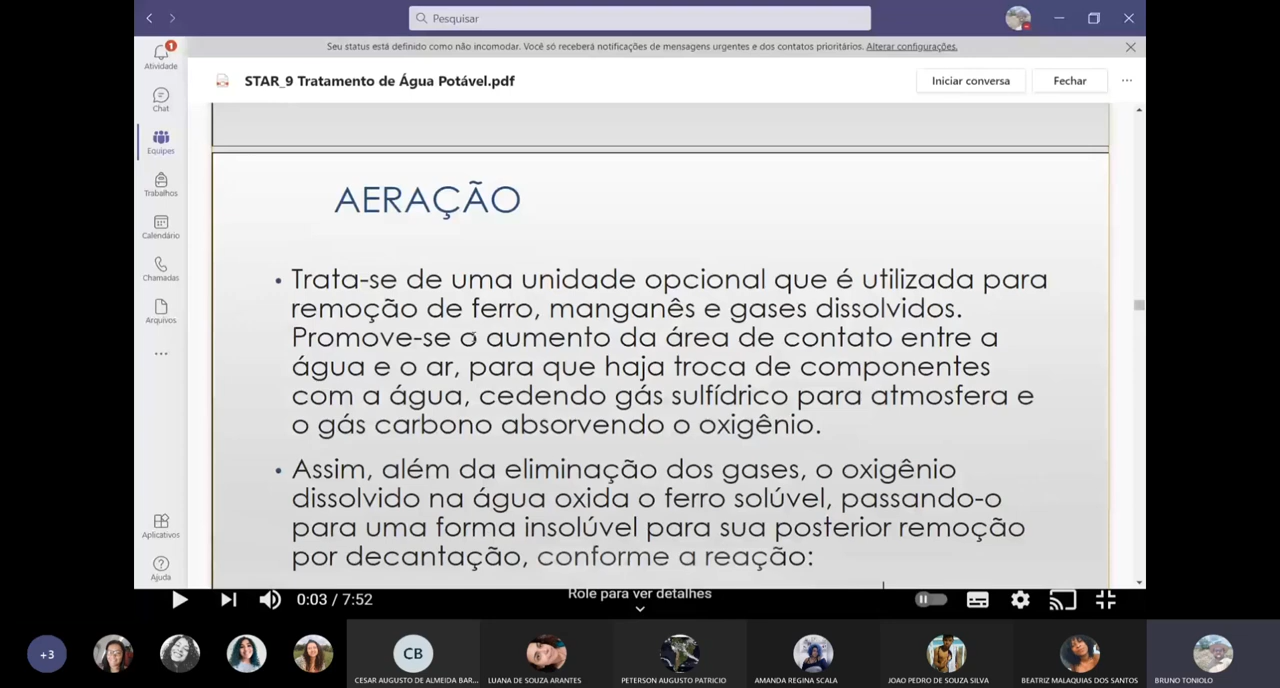 Pesquisar
Seu status está definido como não incomodar. Você só receberá notificações de mensagens urgentes e dos contatos prioritários. Alterar configurações.
1
Atividade
Chat
Equipes
Trabalhos
Calendário
Chamadas
Arquivos
Aplicativos
Ajuda
STAR_9 Tratamento de Água Potável.pdf
Iniciar conversa
Fechar
AERAÇÃO
• Trata-se de uma unidade opcional que é utilizada para
remoção de ferro, manganês e gases dissolvidos.
Promove-se o aumento da área de contato entre a
água e o ar, para que haja troca de componentes
com a água, cedendo gás sulfídrico para atmosfera e
o gás carbono absorvendo o oxigênio.
• Assim, além da eliminação dos gases, o oxigênio
dissolvido na água oxida o ferro solúvel, passando-o
para uma forma insolúvel para sua posterior remoção
por decantação, conforme a reação:
0:03 / 7:52
Role para ver detalhes
+3
CB
CESAR AUGUSTO DE ALMEIDA BAR...
LUANA DE SOUZA ARANTES
PETERSON AUGUSTO PATRICIO
AMANDA REGINA SCALA
JOAO PEDRO DE SOUZA SILVA
BEATRIZ MALAQUIAS DOS SANTOS
BRUNO TONIOLO